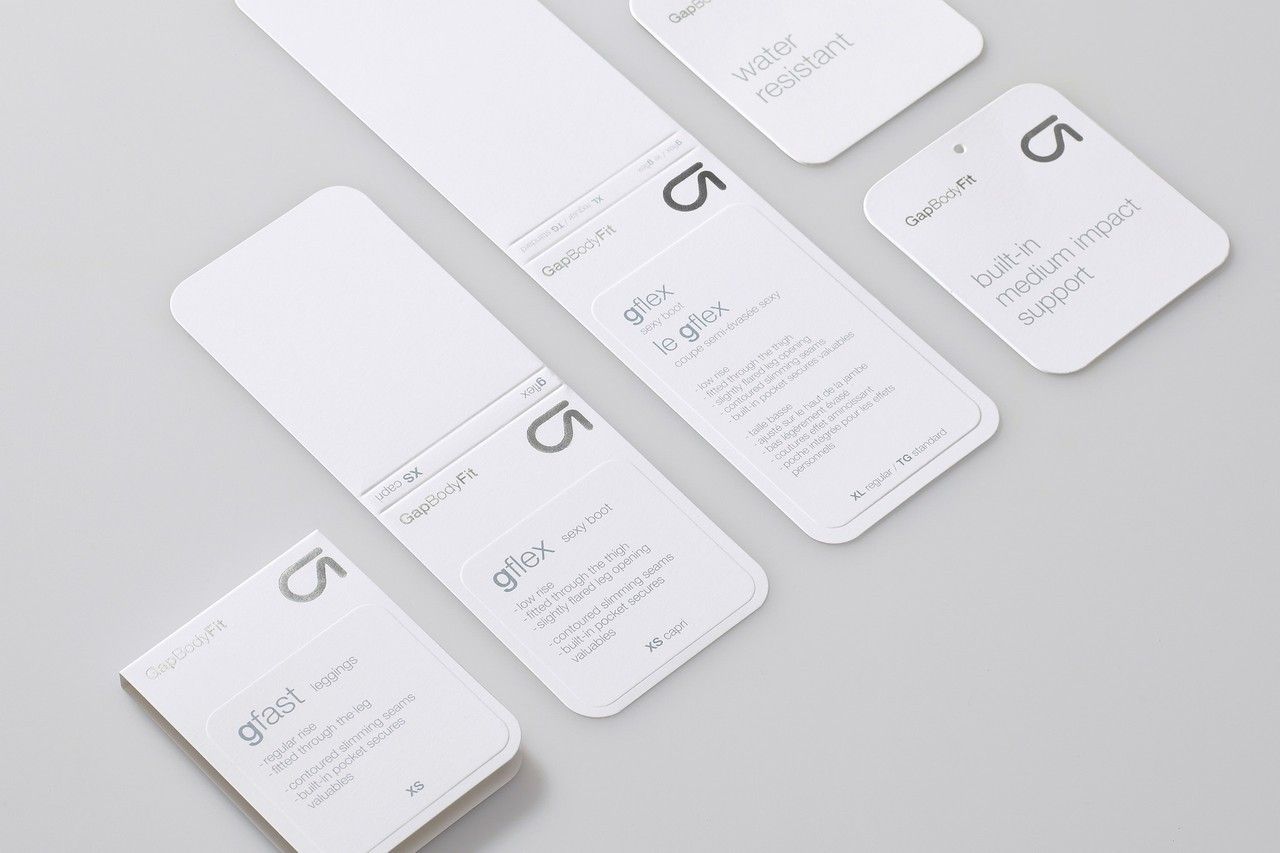 GapBodyFit
water
resistant
GapBodyFit
built-in
medium impact
support
gflex / le gflex
XL regular / TG standard
GapBodyFit
gflex
sexy boot
le gflex
coupe semi-évasée sexy
- low rise
- fitted through the thigh
- slightly flared leg opening
- contoured slimming seams
- built in pocket secures valuables
- taille basse
- ajusté sur le haut de la jambe
- bas légèrement évasé
- coutures effet amincissant
- poche intégrée pour les effets
personnels
XL regular / TG standard
gflex
XS capri
GapBodyFit
gflex sexy boot
- low rise
- fitted through the thigh
- slightly flared leg opening
- contoured slimming seams
- built-in pocket secures
valuables
XS capri
GapBodyFit
gfast leggings
- regular rise
- fitted through the leg
- contoured slimming seams
- built-in pocket secures
valuables
XS